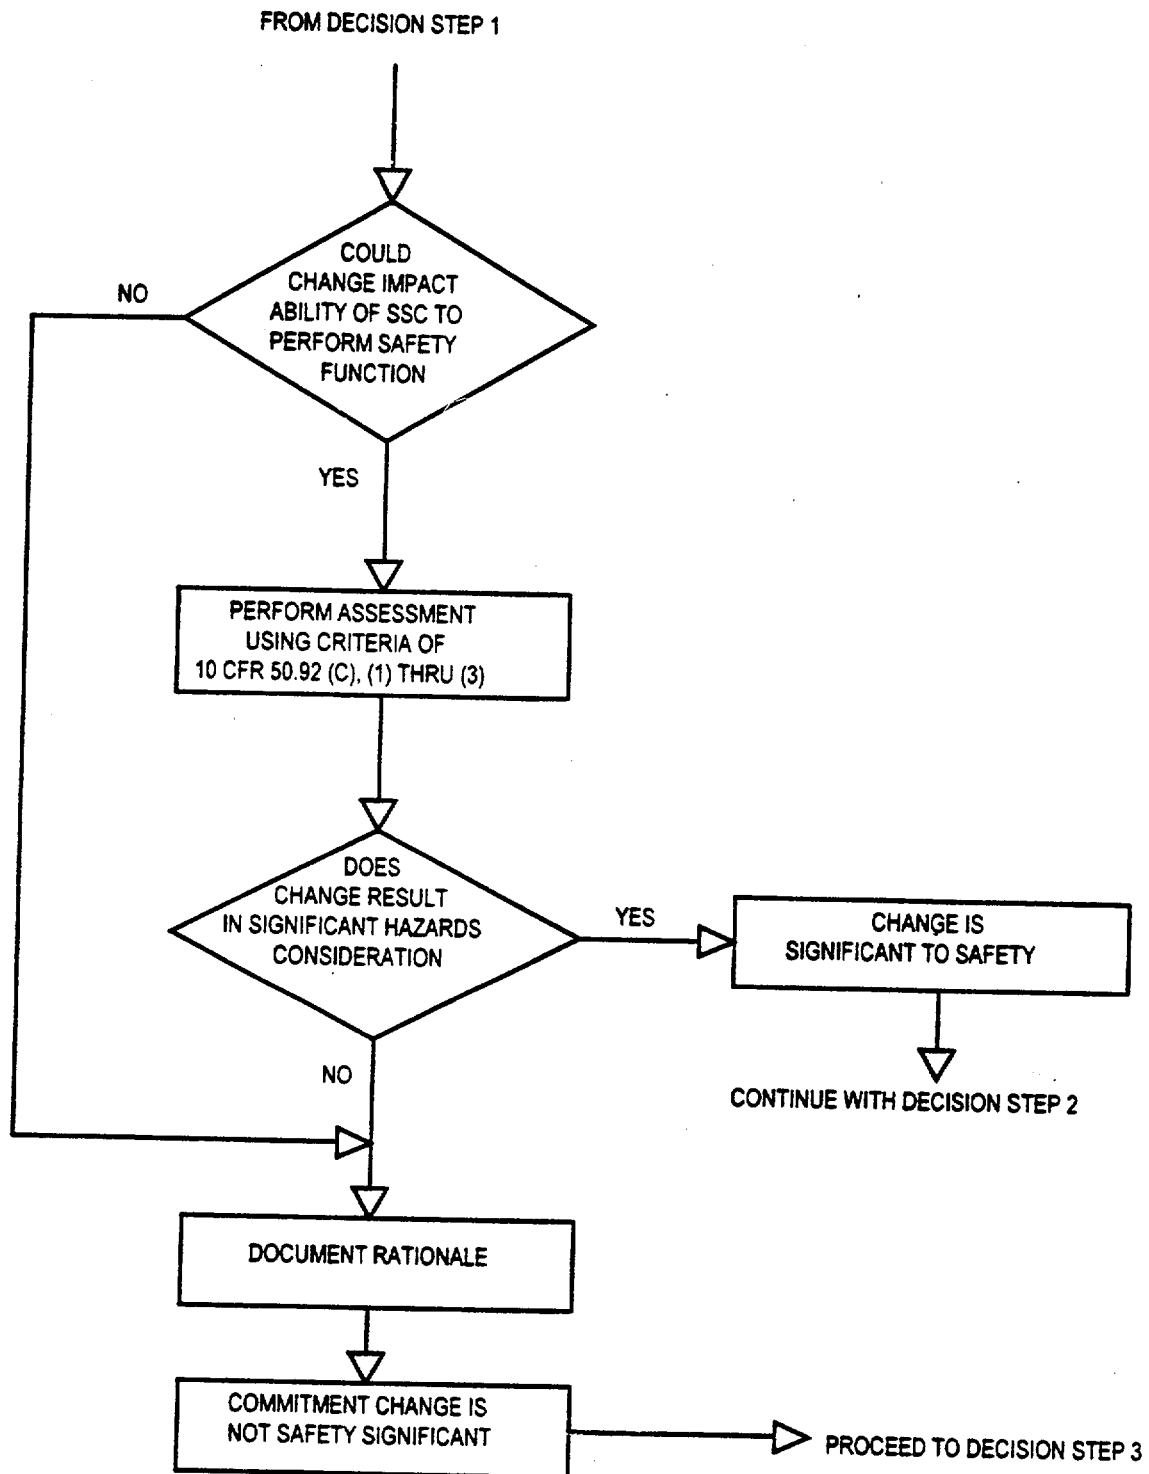 FROM DECISION STEP 1
COULD
CHANGE IMPACT
ABILITY OF SSC TO
PERFORM SAFETY
FUNCTION
NO
YES
PERFORM ASSESSMENT
USING CRITERIA OF
10 CFR 50.92 (C), (1) THRU (3)
DOES
CHANGE RESULT
IN SIGNIFICANT HAZARDS
CONSIDERATION
YES
CHANGE IS
SIGNIFICANT TO SAFETY
CONTINUE WITH DECISION STEP 2
NO
DOCUMENT RATIONALE
COMMITMENT CHANGE IS
NOT SAFETY SIGNIFICANT
PROCEED TO DECISION STEP 3